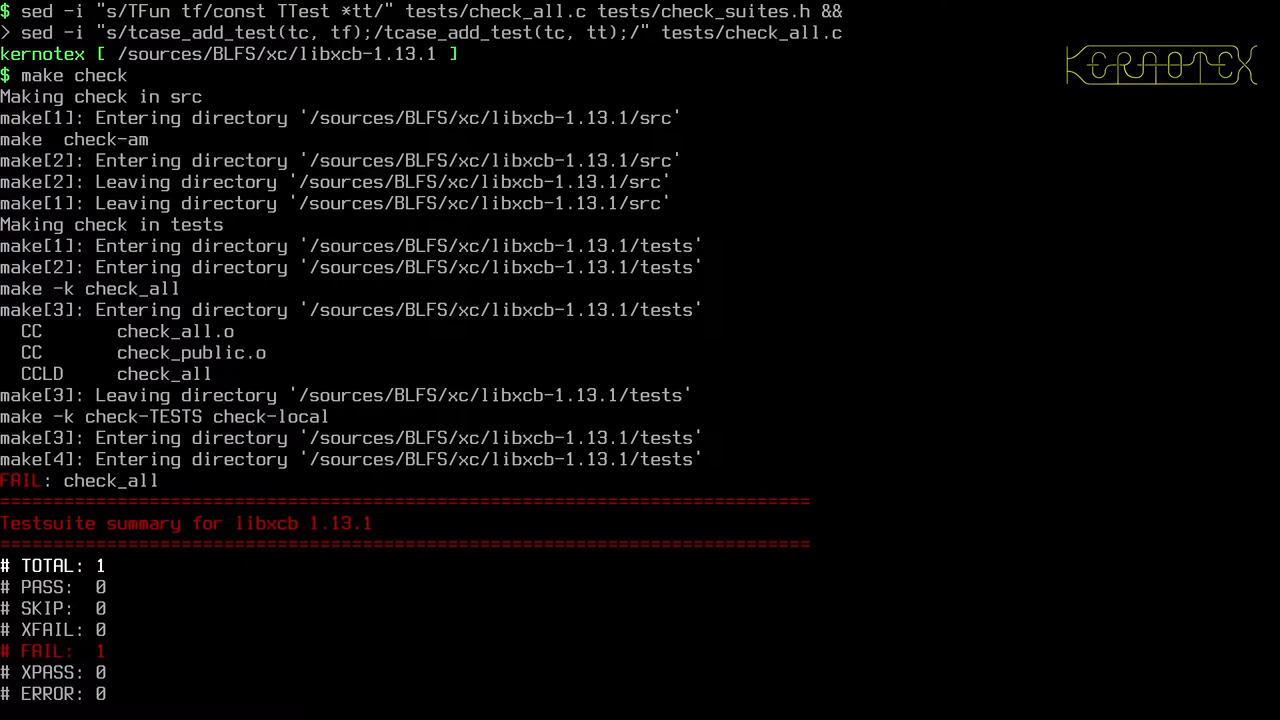 $ sed -i "s/TFun tf/const TTest *tt/" tests/check_all.c tests/check_suites.h &&
> sed -i "s/tcase_add_test(tc, tf);/tcase_add_test(tc, tt);/" tests/check_all.c
kernotex [ /sources/BLFS/xc/libxcb-1.13.1 ]
KERNOTEX
$ make check
Making check in src
make[1]: Entering directory '/sources/BLFS/xc/libxcb-1.13.1/src'
make  check-am
make[2]: Entering directory '/sources/BLFS/xc/libxcb-1.13.1/src'
make[2]: Leaving directory '/sources/BLFS/xc/libxcb-1.13.1/src'
make[1]: Leaving directory '/sources/BLFS/xc/libxcb-1.13.1/src'
Making check in tests
make[1]: Entering directory '/sources/BLFS/xc/libxcb-1.13.1/tests'
make[2]: Entering directory '/sources/BLFS/xc/libxcb-1.13.1/tests'
make -k check_all
make[3]: Entering directory '/sources/BLFS/xc/libxcb-1.13.1/tests'
  CC       check_all.o
  CC       check_public.o
  CCLD     check_all
make[3]: Leaving directory '/sources/BLFS/xc/libxcb-1.13.1/tests'
make -k check-TESTS check-local
make[3]: Entering directory '/sources/BLFS/xc/libxcb-1.13.1/tests'
make[4]: Entering directory '/sources/BLFS/xc/libxcb-1.13.1/tests'
FAIL: check_all
============================================================================
Testsuite summary for libxcb 1.13.1
============================================================================
# TOTAL: 1
# PASS:  0
# SKIP:  0
# XFAIL: 0
# FAIL:  1
# XPASS: 0
# ERROR: 0